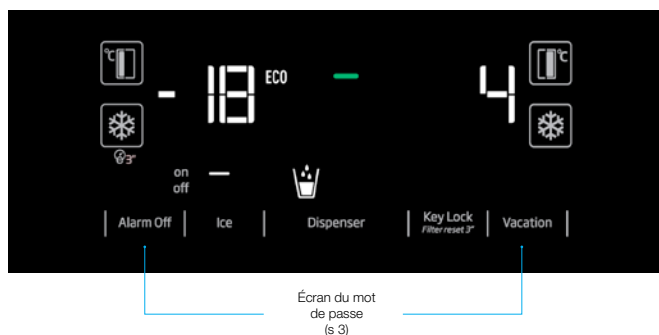 °C °C
- 18 ECO 4
3"
on
off
Alarm Off Ice Dispenser Key Lock Vacation
Filter reset 3"
Écran du mot
de passe
(s 3)